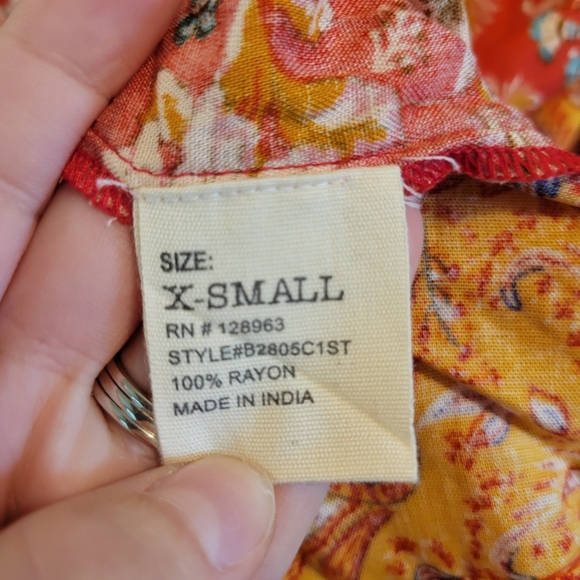 SIZE:
X-SMALL
RN # 128963
STYLE#B2805C1ST
100% RAYON
MADE IN INDIA